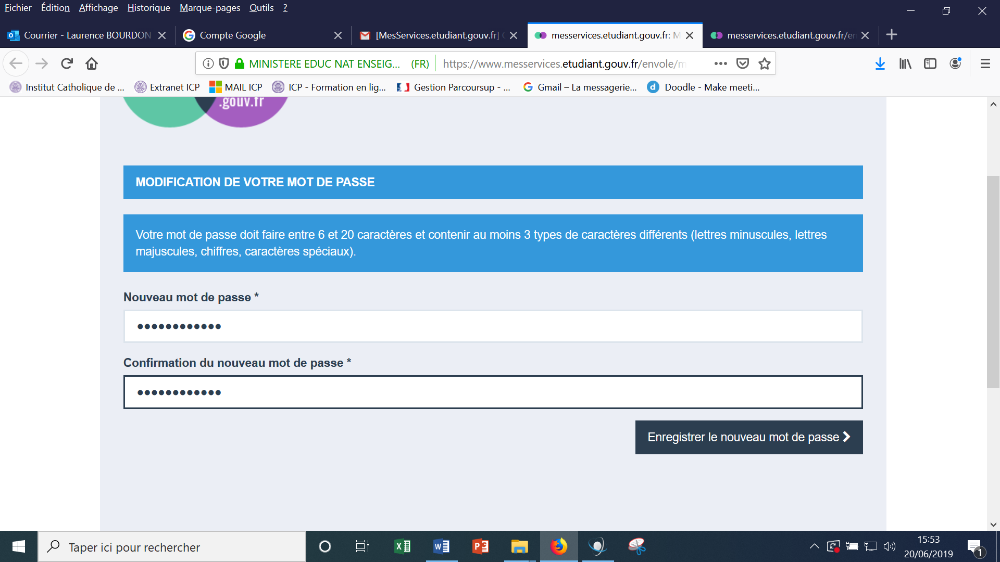 Fichier Édition Affichage Historique Marque-pages Outils ?
Courrier - Laurence BOURDON
Compte Google
[MesServices.etudiant.gouv.fr]
messervices.etudiant.gouv.fr: M
messervices.etudiant.gouv.fr/en
MINISTERE EDUC NAT ENSEIG... (FR) https://www.messervices.etudiant.gouv.fr/envole/m
Institut Catholique de ... Extranet ICP MAIL ICP ICP - Formation en lig... Gestion Parcoursup - ... Gmail – La messagerie... Doodle - Make meeti...
.gouv.fr
MODIFICATION DE VOTRE MOT DE PASSE
Votre mot de passe doit faire entre 6 et 20 caractères et contenir au moins 3 types de caractères différents (lettres minuscules, lettres
majuscules, chiffres, caractères spéciaux).
Nouveau mot de passe *
••••••••••••
Confirmation du nouveau mot de passe *
••••••••••••
Enregistrer le nouveau mot de passe
Taper ici pour rechercher
15:53
20/06/2019
1